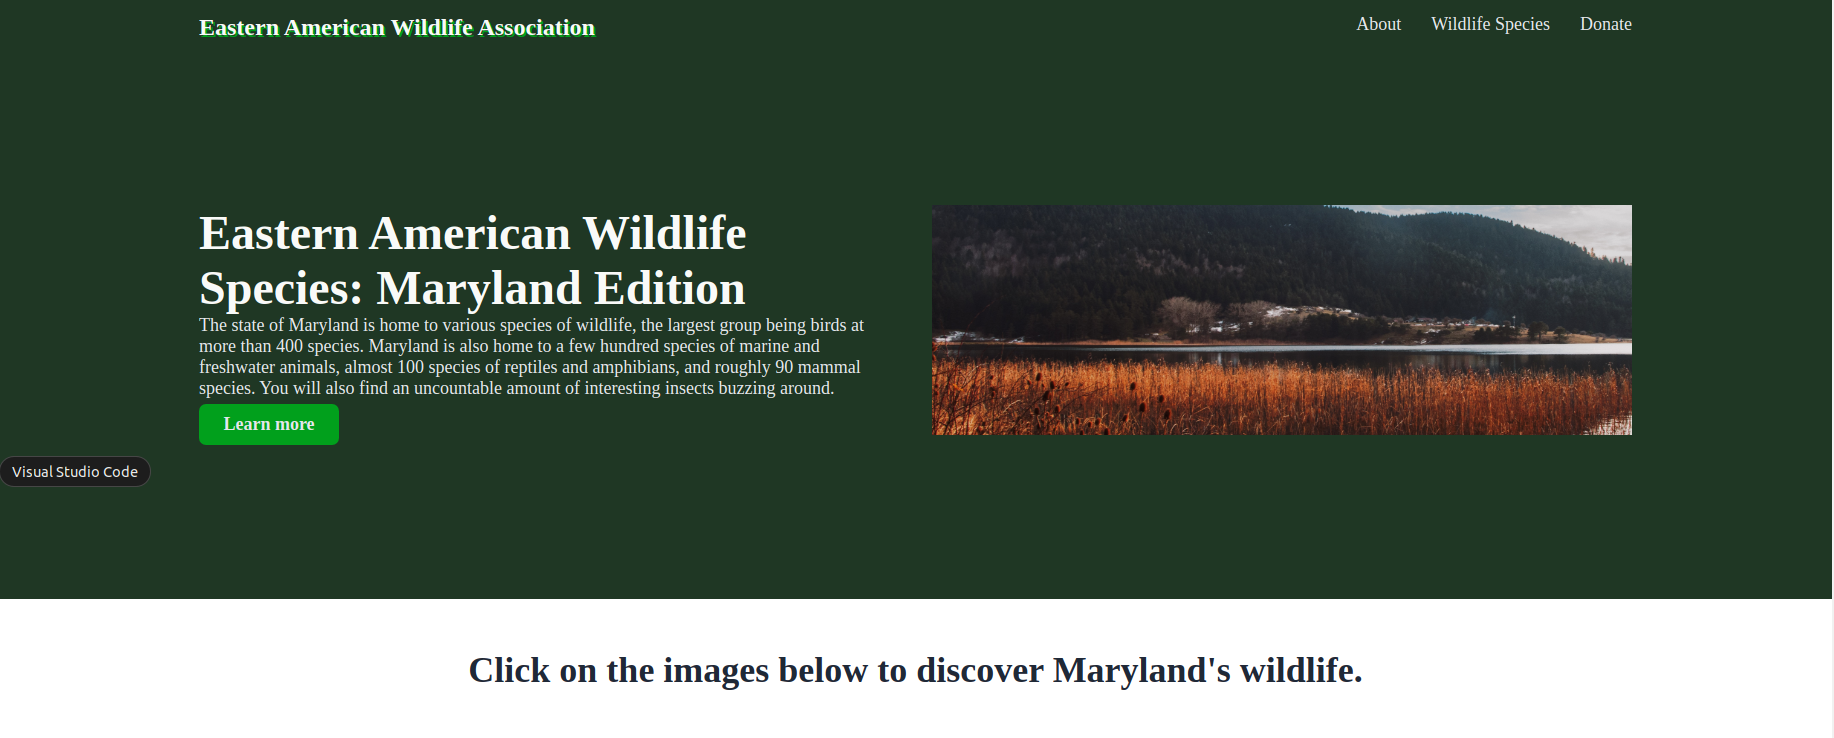 Eastern American Wildlife Association
About
Wildlife Species
Donate
Eastern American Wildlife
Species: Maryland Edition
The state of Maryland is home to various species of wildlife, the largest group being birds at
more than 400 species. Maryland is also home to a few hundred species of marine and
freshwater animals, almost 100 species of reptiles and amphibians, and roughly 90 mammal
species. You will also find an uncountable amount of interesting insects buzzing around.
Learn more
Visual Studio Code
Click on the images below to discover Maryland's wildlife.